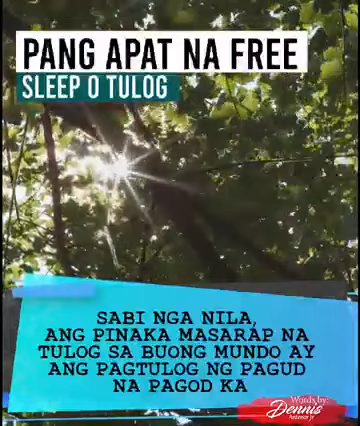 PANG APAT NA FREE
SLEEP O TULOG
SABI NGA NILA,
ANG PINAKA MASARAP NA
TULOG SA BUONG MUNDO AY
ANG PAGTULOG NG PAGUD
NA PAGOD KA
Words by:
Dennis